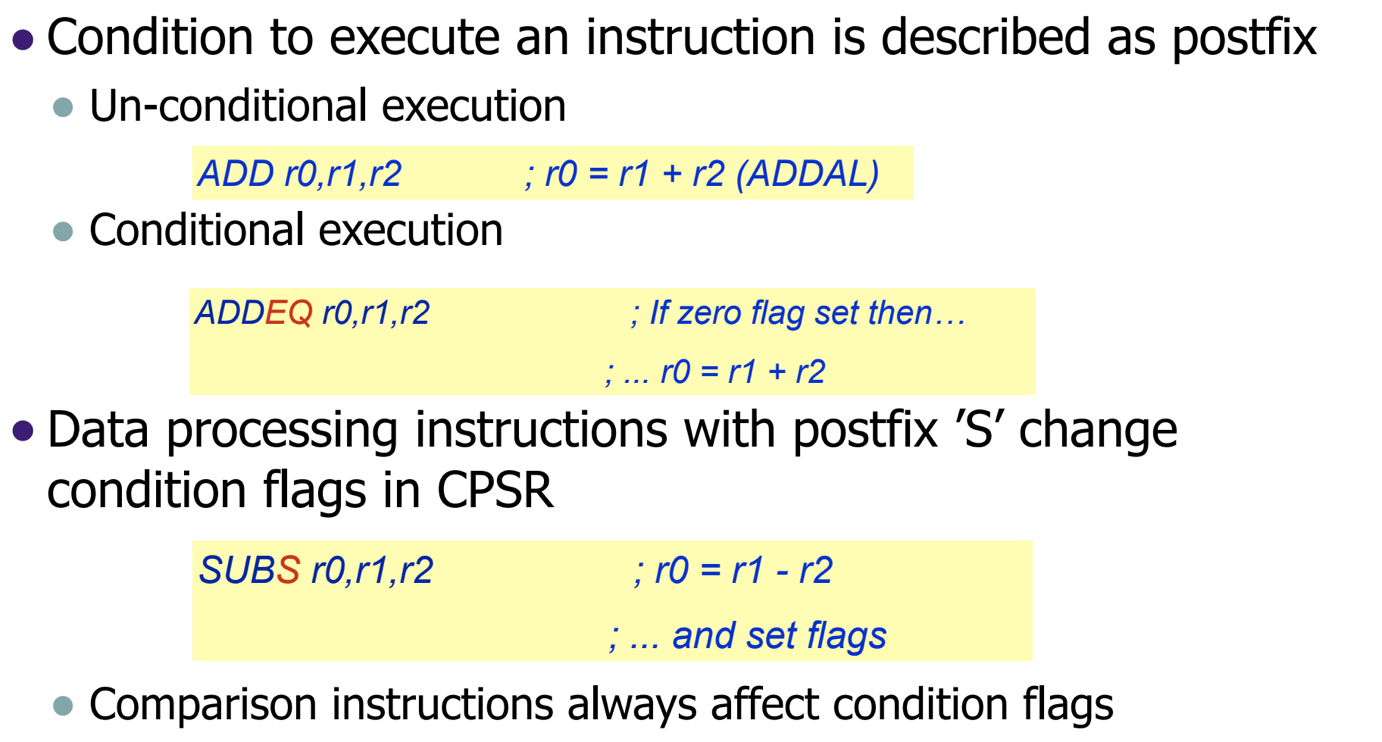 • Condition to execute an instruction is described as postfix
• Un-conditional execution
ADD r0,r1,r2 ; r0 = r1 + r2 (ADDAL)
• Conditional execution
ADDEQ r0,r1,r2 ; If zero flag set then…
; ... r0 = r1 + r2
• Data processing instructions with postfix ’S’ change
condition flags in CPSR
SUBS r0,r1,r2 ; r0 = r1 - r2
; ... and set flags
• Comparison instructions always affect condition flags